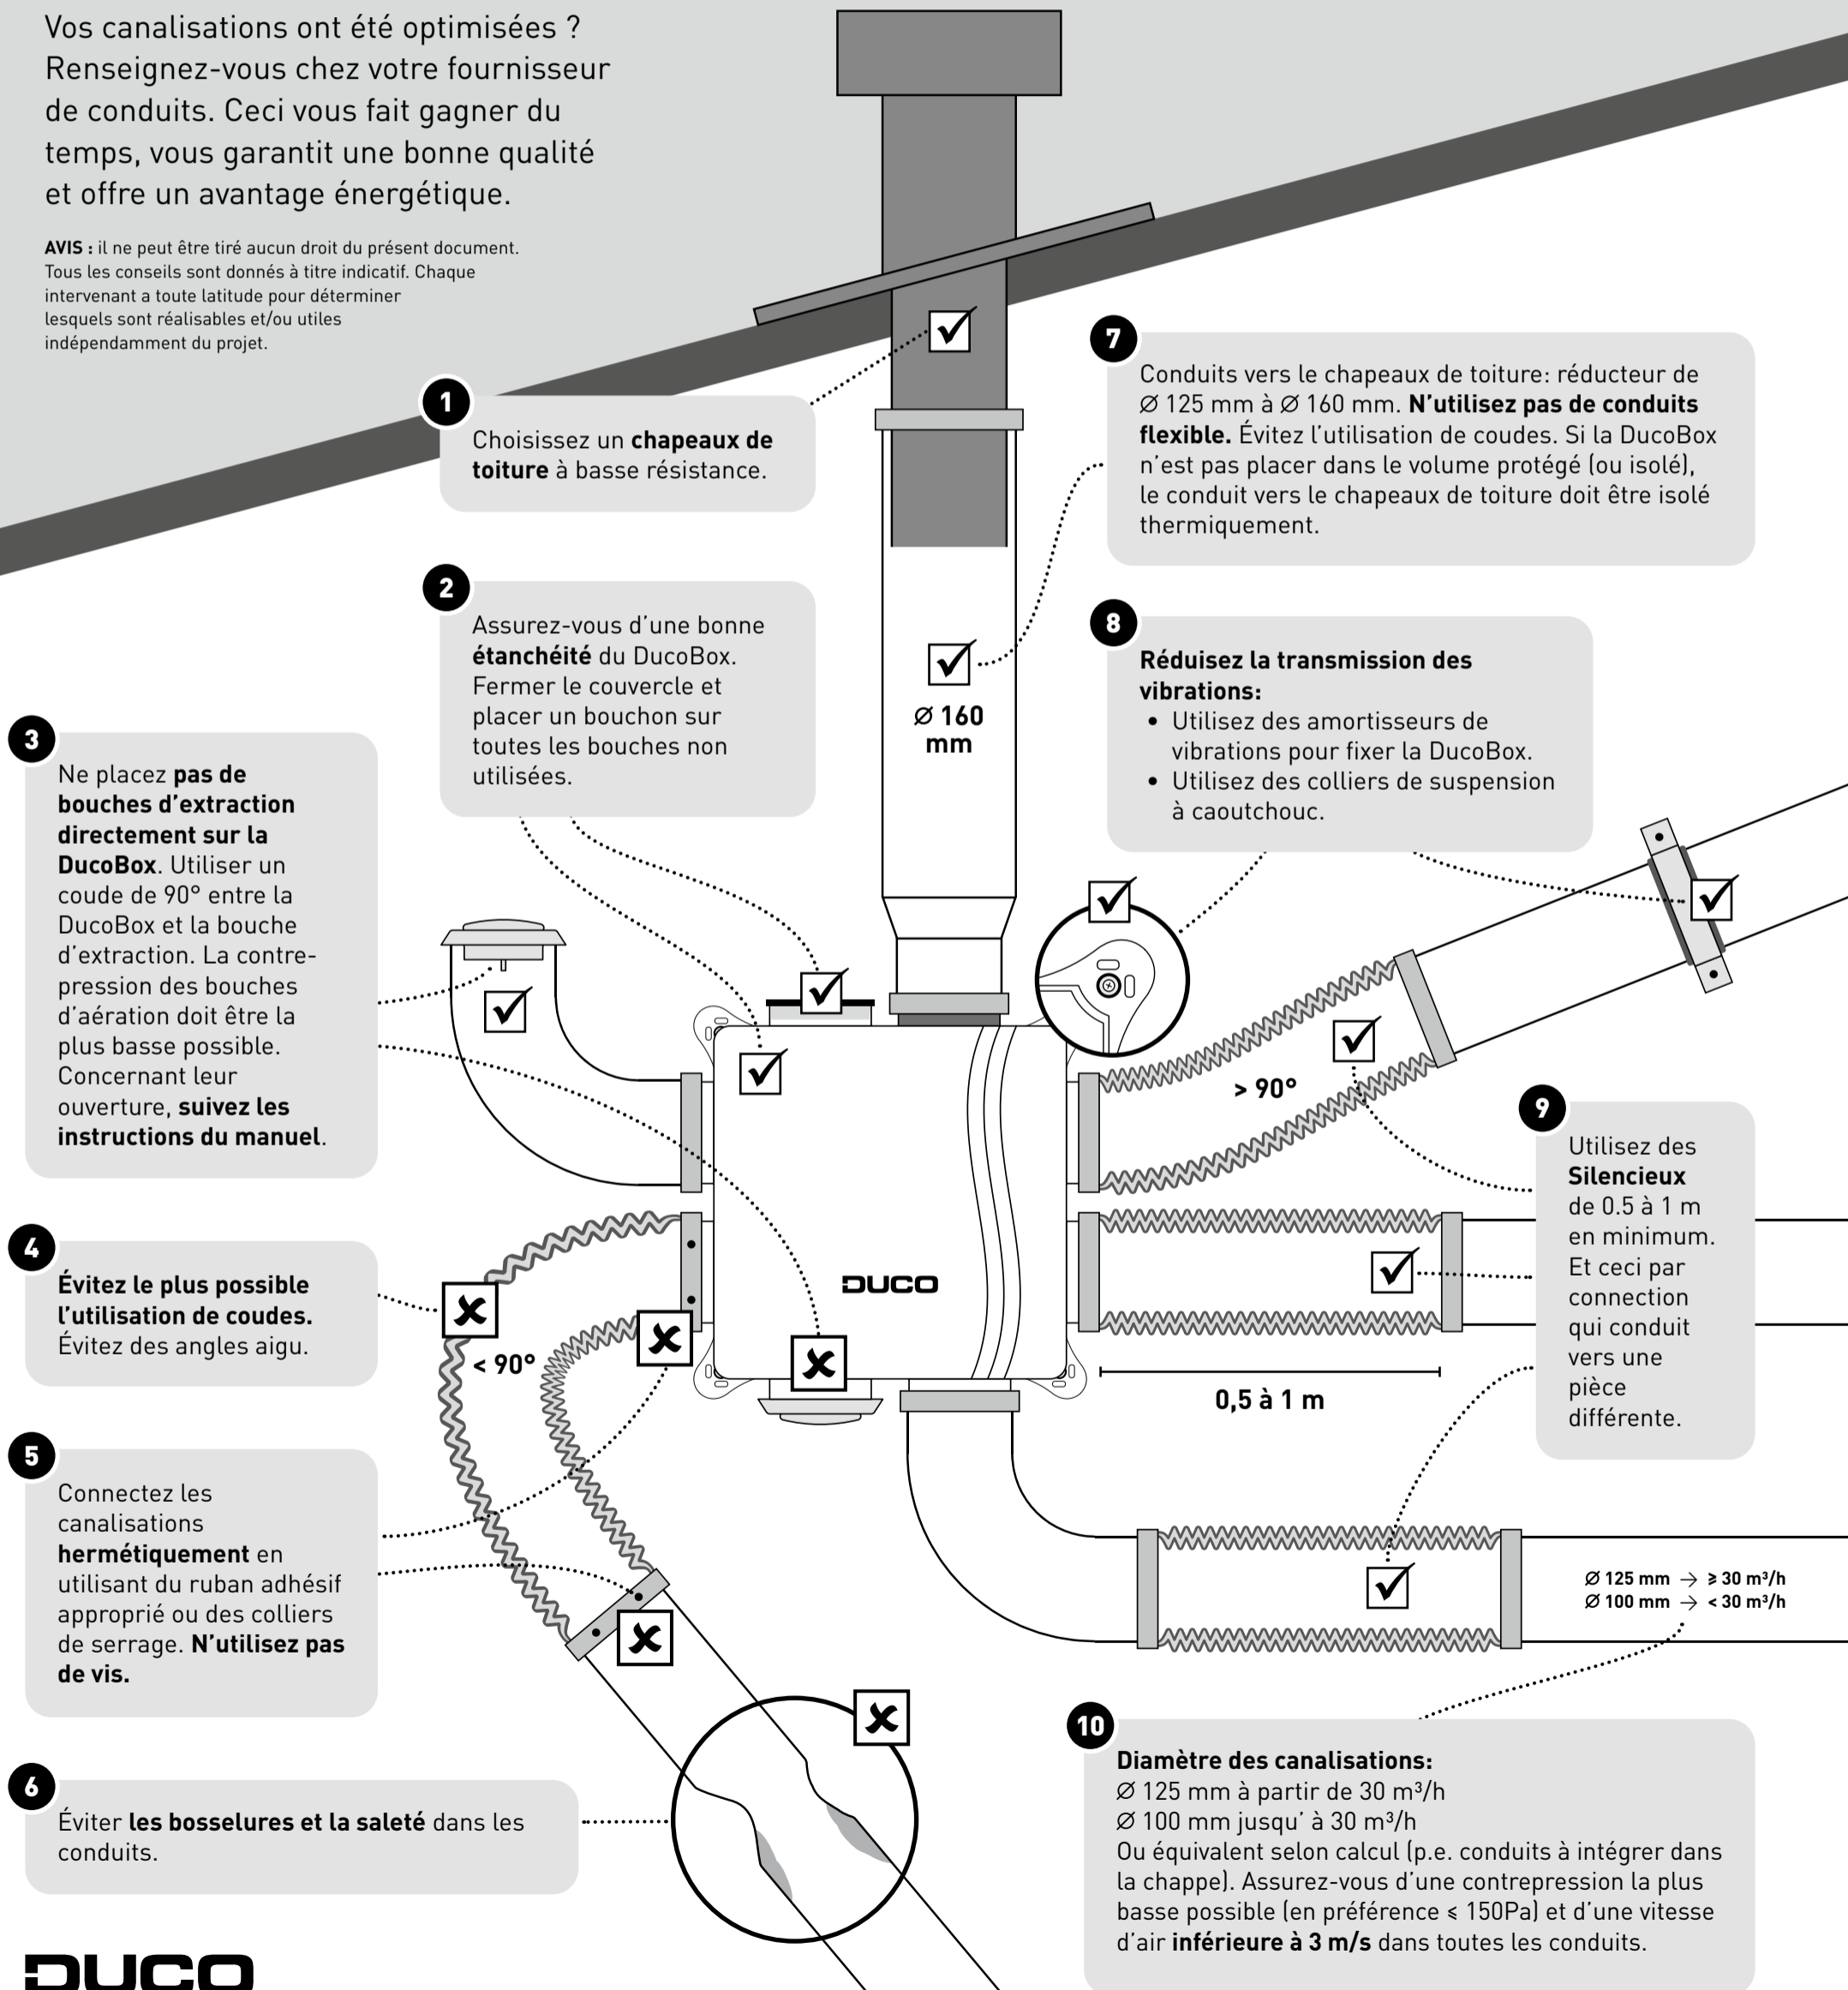 Vos canalisations ont été optimisées ?
Renseignez-vous chez votre fournisseur
de conduits. Ceci vous fait gagner du
temps, vous garantit une bonne qualité
et offre un avantage énergétique.
AVIS : il ne peut être tiré aucun droit du présent document.
Tous les conseils sont donnés à titre indicatif. Chaque
intervenant a toute latitude pour déterminer
lesquels sont réalisables et/ou utiles
indépendamment du projet.
1
Choisissez un chapeaux de
toiture à basse résistance.
2
Assurez-vous d'une bonne
étanchéité du DucoBox.
Fermer le couvercle et
placer un bouchon sur
toutes les bouches non
utilisées.
3
Ne placez pas de
bouches d'extraction
directement sur la
DucoBox. Utiliser un
coude de 90° entre la
DucoBox et la bouche
d'extraction. La contre-
pression des bouches
d'aération doit être la
plus basse possible.
Concernant leur
ouverture, suivez les
instructions du manuel.
4
Évitez le plus possible
l'utilisation de coudes.
Évitez des angles aigu.
5
Connectez les
canalisations
hermétiquement en
utilisant du ruban adhésif
approprié ou des colliers
de serrage. N'utilisez pas
de vis.
6
Éviter les bosselures et la saleté dans les
conduits.
7
Conduits vers le chapeaux de toiture: réducteur de
Ø 125 mm à Ø 160 mm. N'utilisez pas de conduits
flexible. Évitez l'utilisation de coudes. Si la DucoBox
n'est pas placer dans le volume protégé (ou isolé),
le conduit vers le chapeaux de toiture doit être isolé
thermiquement.
8
Réduisez la transmission des
vibrations:
• Utilisez des amortisseurs de
vibrations pour fixer la DucoBox.
• Utilisez des colliers de suspension
à caoutchouc.
9
Utilisez des
Silencieux
de 0.5 à 1 m
en minimum.
Et ceci par
connection
qui conduit
vers une
pièce
différente.
10
Diamètre des canalisations:
Ø 125 mm à partir de 30 m³/h
Ø 100 mm jusqu' à 30 m³/h
Ou équivalent selon calcul (p.e. conduits à intégrer dans
la chappe). Assurez-vous d'une contrepression la plus
basse possible (en préférence ≤ 150Pa) et d'une vitesse
d'air inférieure à 3 m/s dans toutes les conduits.
Ø 160
mm
> 90°
< 90°
DUCO
0,5 à 1 m
Ø 125 mm → ≥ 30 m³/h
Ø 100 mm → < 30 m³/h
DUCO